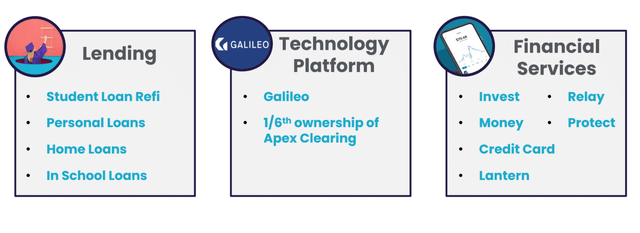 Lending
Student Loan Refi
Personal Loans
Home Loans
In School Loans
GALILEO
Technology
Platform
Galileo
1/6th ownership of
Apex Clearing
Financial
Services
Invest
Money
Credit Card
Lantern
Relay
Protect